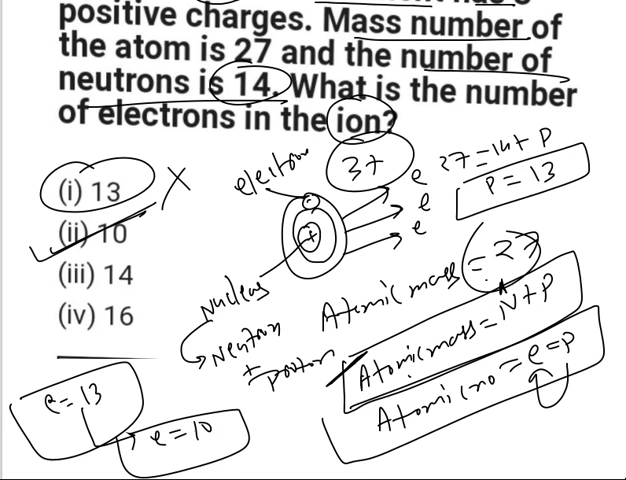 positive charges. Mass number of
the atom is 27 and the number of
neutrons is 14. What is the number
of electrons in the ion?
(i) 13
(ii) 10
(iii) 14
(iv) 16
electron
3+
e
e
e
27=14+P
P=13
nucleus
Neutron
+
proton
Atomic mass = 27
Atomic mass = N+P
Atomic no = e=p
e=13
e=10